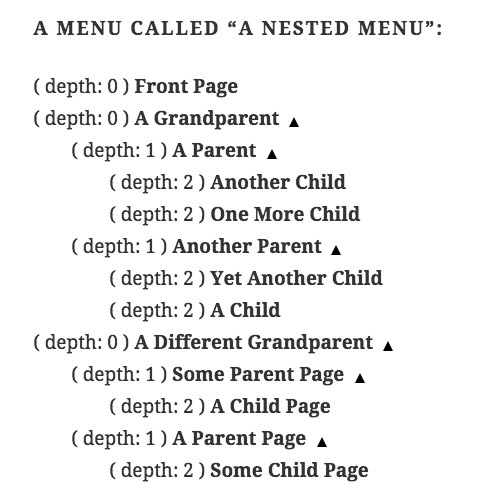 A MENU CALLED “A NESTED MENU”:
( depth: 0 ) Front Page
( depth: 0 ) A Grandparent ▲
( depth: 1 ) A Parent ▲
( depth: 2 ) Another Child
( depth: 2 ) One More Child
( depth: 1 ) Another Parent ▲
( depth: 2 ) Yet Another Child
( depth: 2 ) A Child
( depth: 0 ) A Different Grandparent ▲
( depth: 1 ) Some Parent Page ▲
( depth: 2 ) A Child Page
( depth: 1 ) A Parent Page ▲
( depth: 2 ) Some Child Page